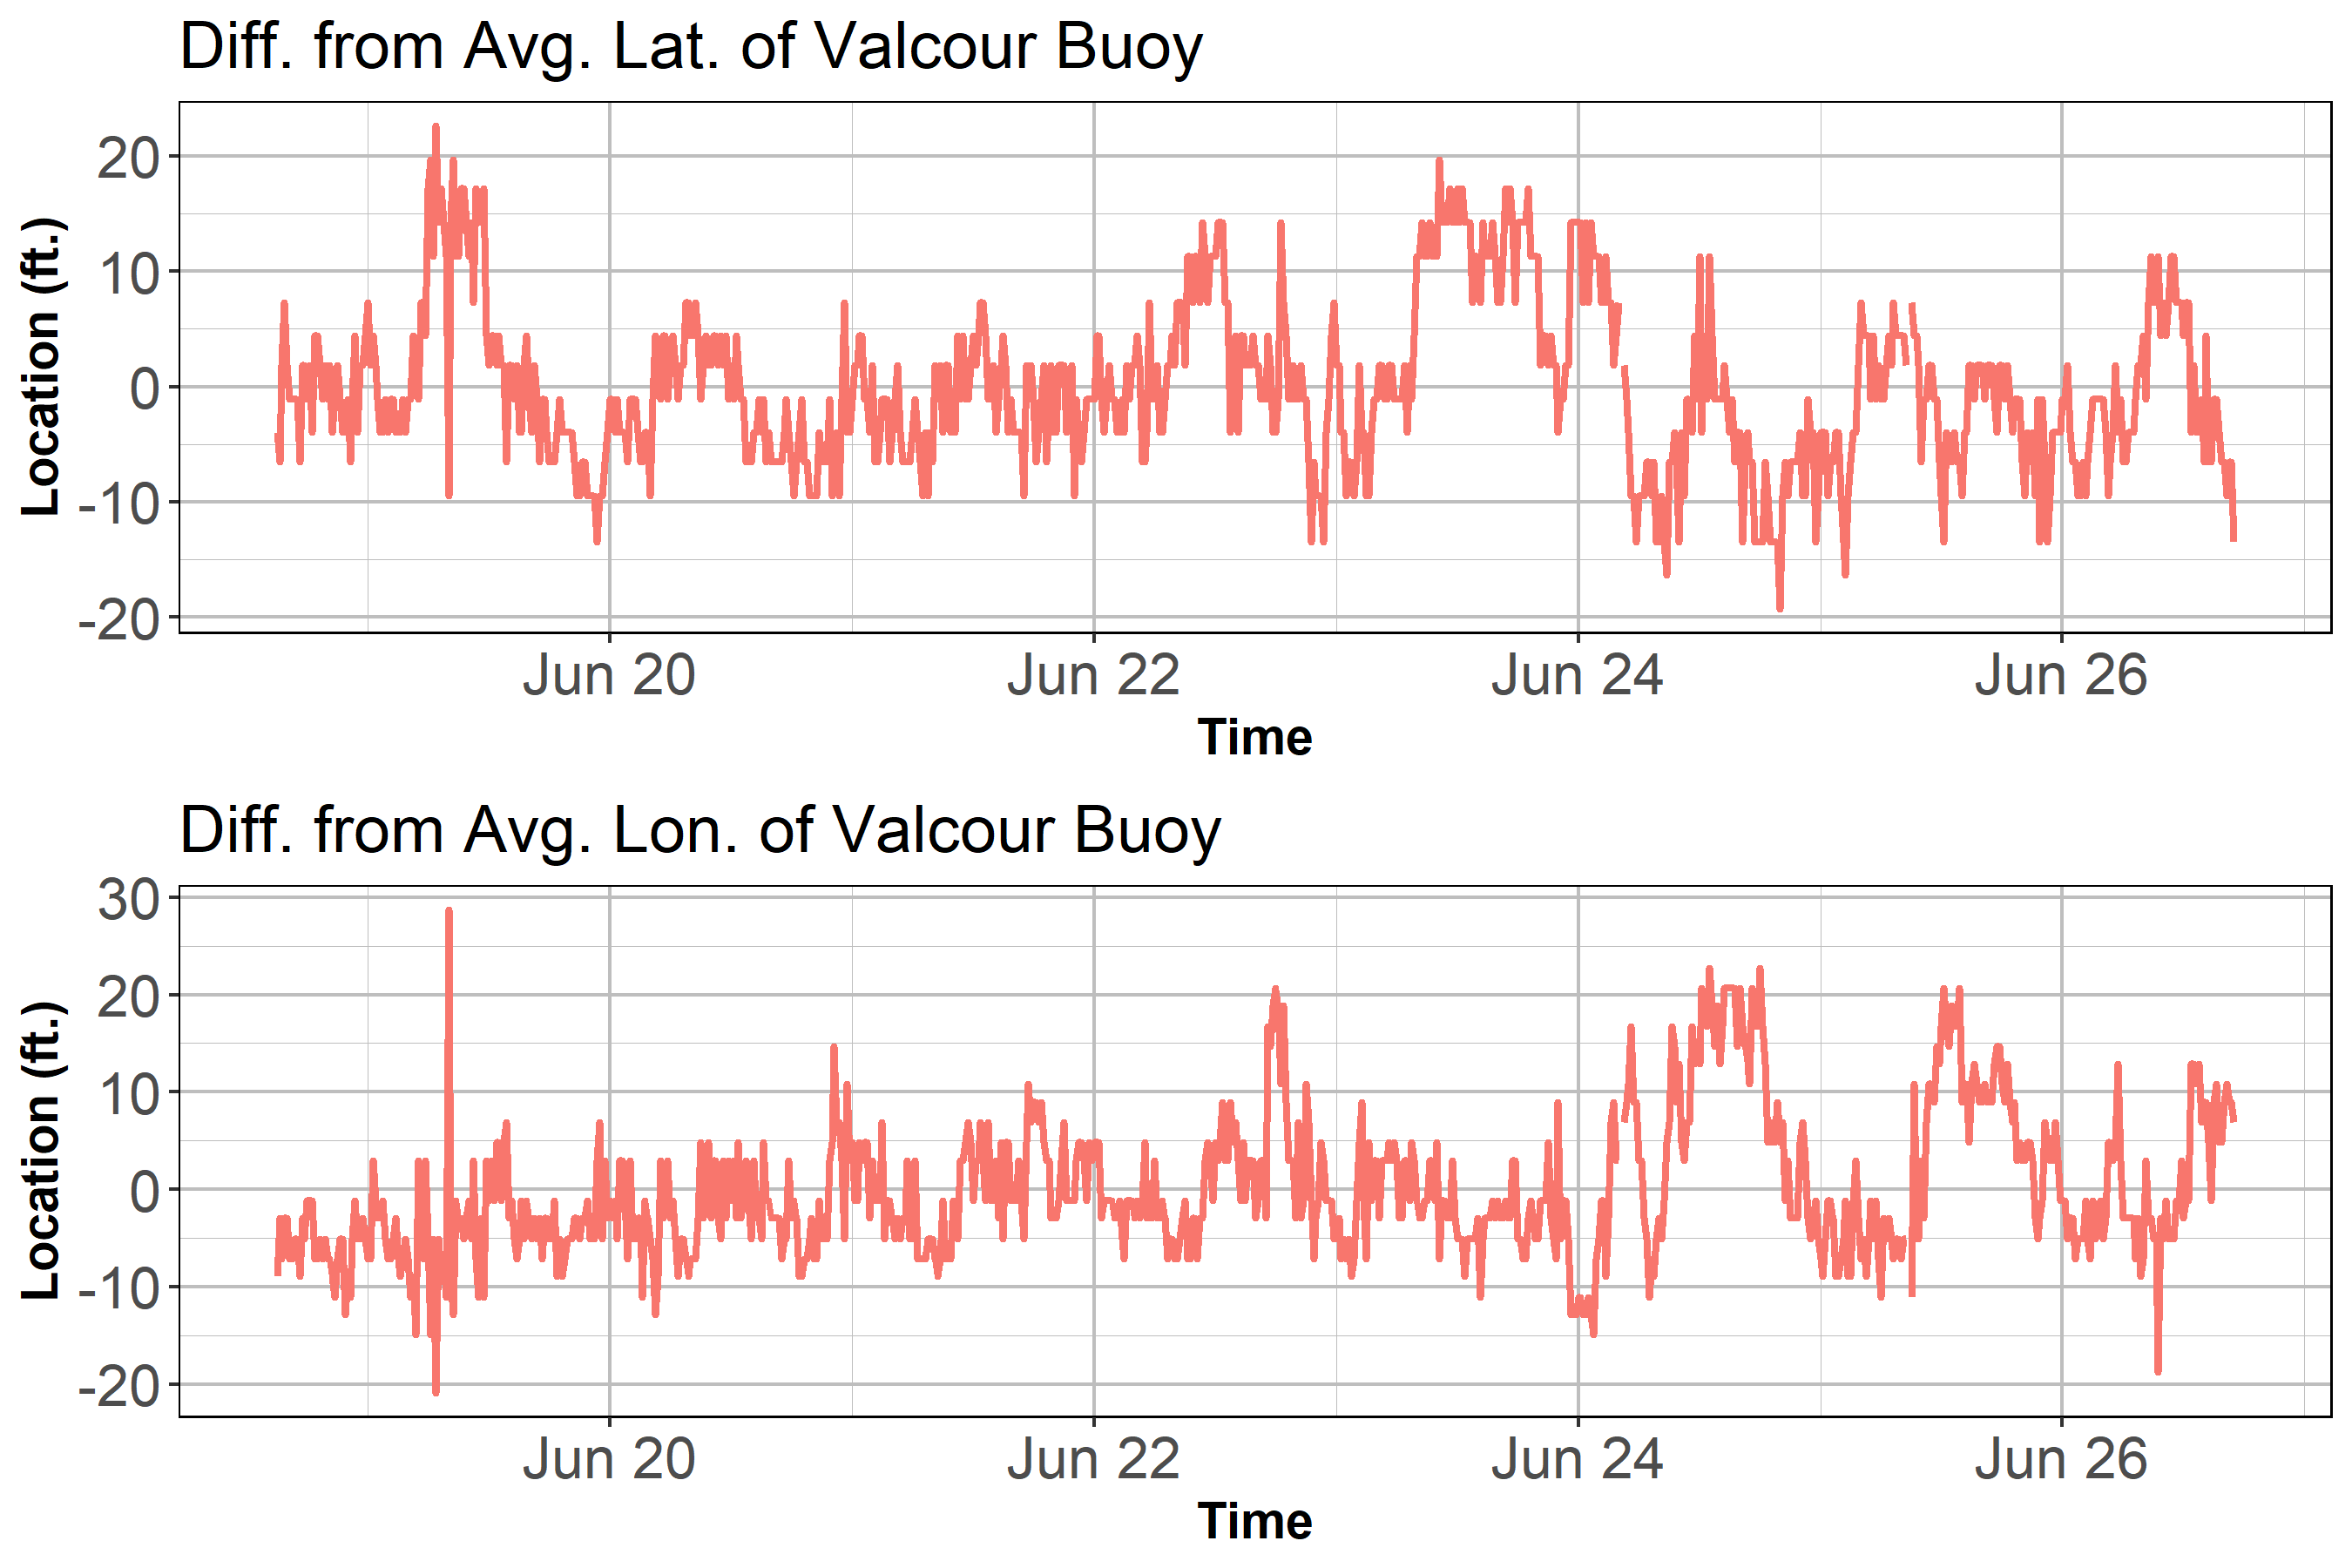 Diff. from Avg. Lat. of Valcour Buoy
Location (ft.)
20
10
0
-10
-20
Jun 20 Jun 22 Jun 24 Jun 26
Time
Diff. from Avg. Lon. of Valcour Buoy
Location (ft.)
30
20
10
0
-10
-20
Jun 20 Jun 22 Jun 24 Jun 26
Time